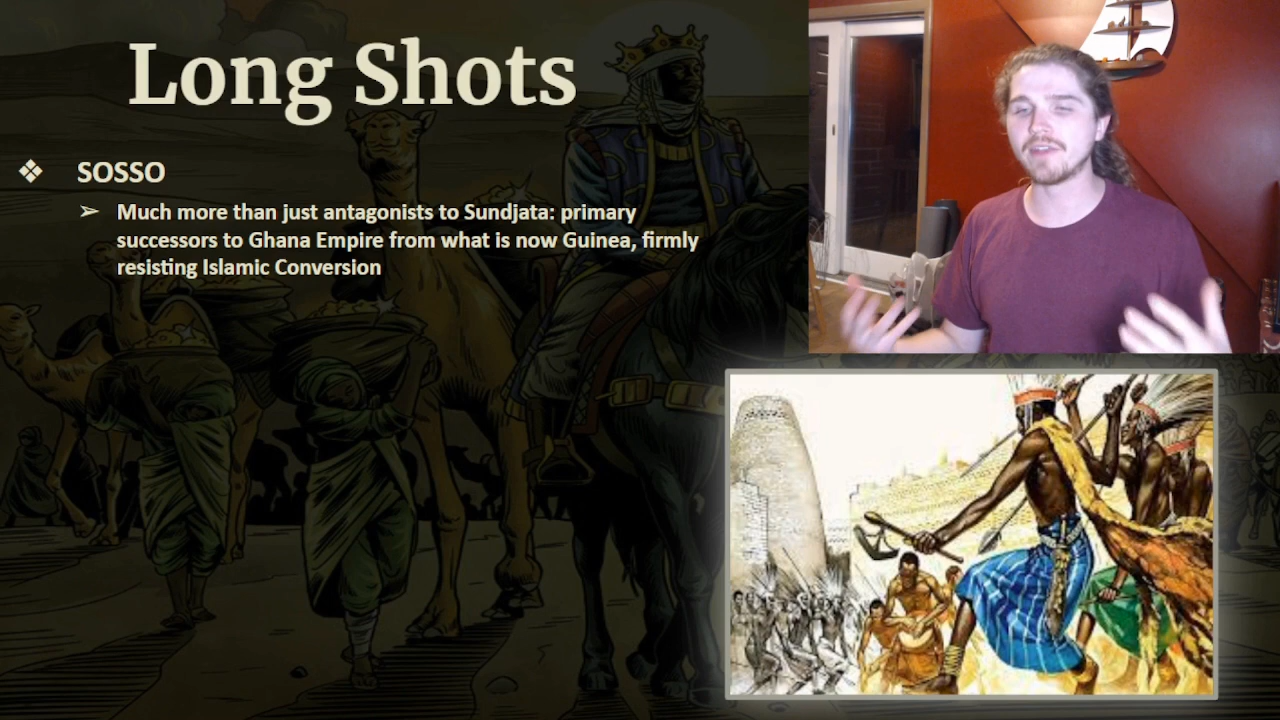 Long Shots
❖ SOSSO
➢ Much more than just antagonists to Sundjata: primary
successors to Ghana Empire from what is now Guinea, firmly
resisting Islamic Conversion